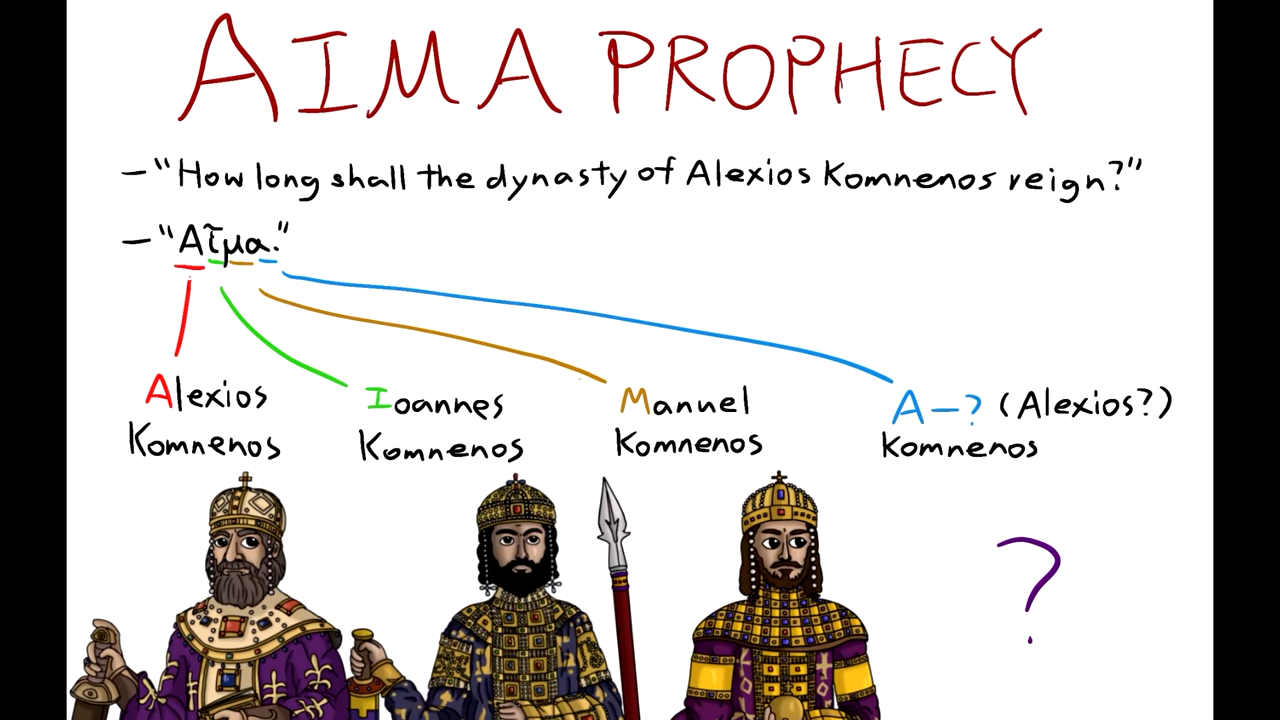 AIMA PROPHECY
– "How long shall the dynasty of Alexios Komnenos reign?"
– "Αἷμα."
Alexios Komnenos
Ioannes Komnenos
Manuel Komnenos
A–? (Alexios?) Komnenos
?